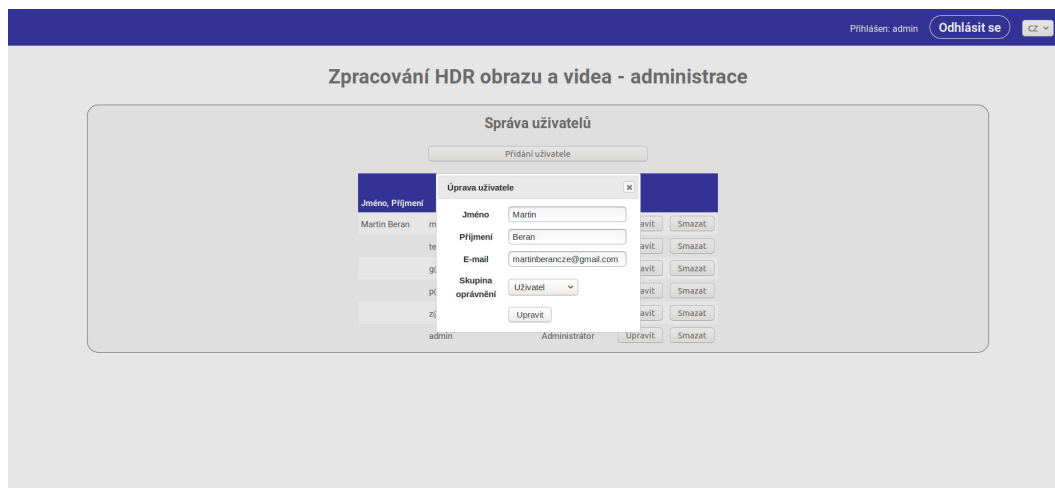 Přihlášen: admin Odhlásit se CZ
Zpracování HDR obrazu a videa - administrace
Správa uživatelů
Přidání uživatele
Úprava uživatele
Jméno, Příjmení
Jméno Martin
Martin Beran Smazat
Příjmení Beran
Smazat
E-mail martinberancze@gmail.com
Smazat
Skupina oprávnění Uživatel
Smazat
Upravit
Smazat
admin Administrátor Upravit Smazat